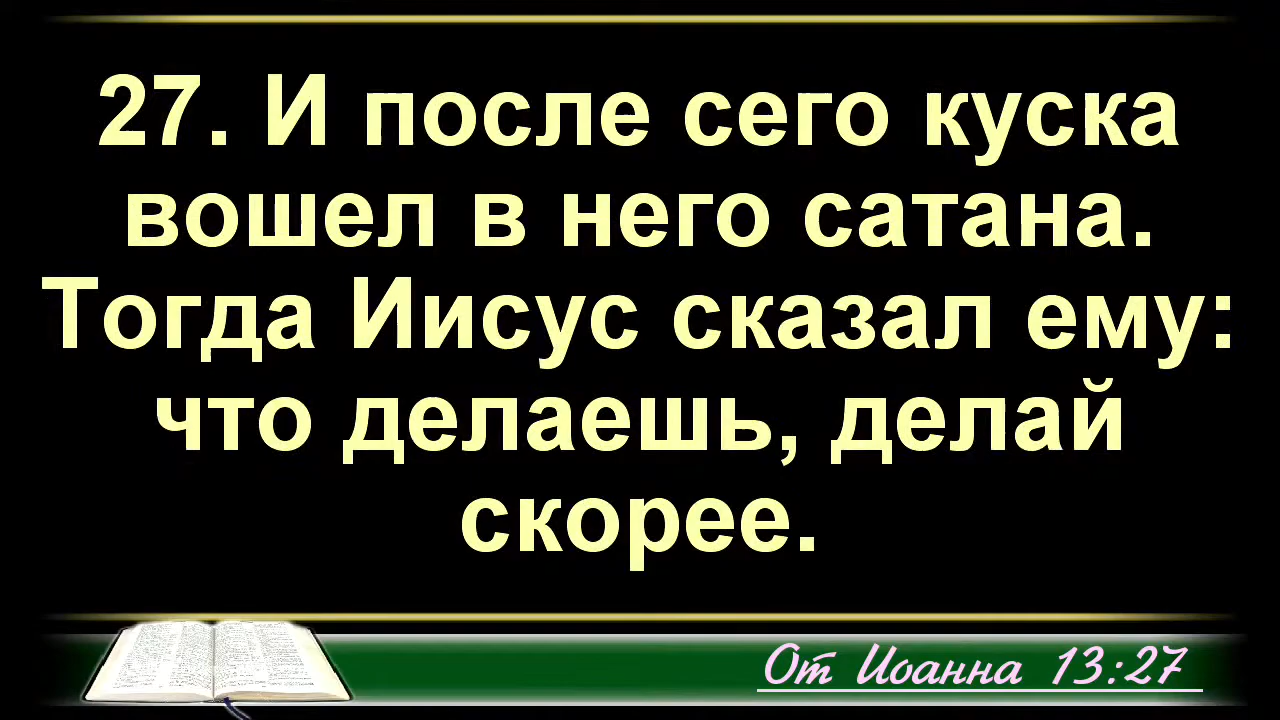 27. И после сего куска
вошел в него сатана.
Тогда Иисус сказал ему:
что делаешь, делай
скорее.
От Иоанна 13:27